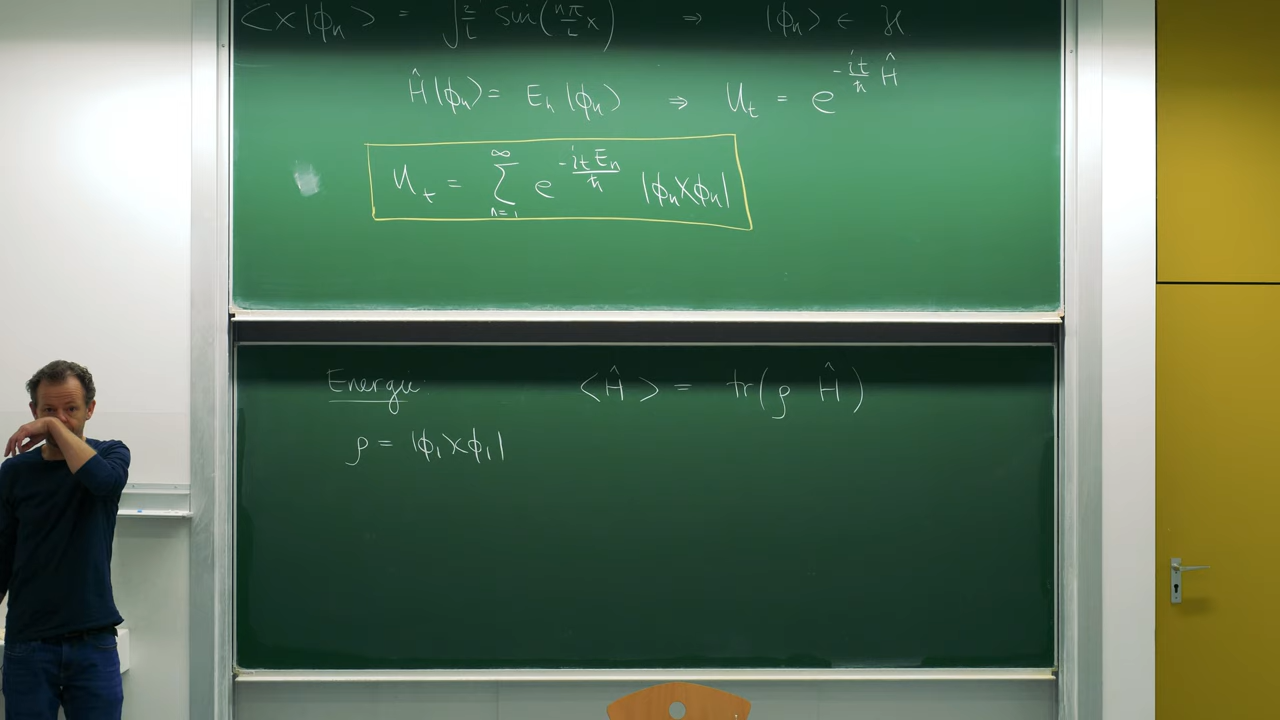 <x|ϕₙ> = √(2/L) sin(nπ/L x) ⇒ |ϕₙ> ∈ ℋ
Ĥ|ϕₙ⟩ = Eₙ|ϕₙ⟩ ⇒ Uₜ = e^(-it/ħ Ĥ)
Uₜ = ∑_{n=1}^{∞} e^(-itEₙ/ħ) |ϕₙ⟩⟨ϕₙ|
Energie: <Ĥ> = tr(ρ Ĥ)
ρ = |ϕ₁⟩⟨ϕ₁|